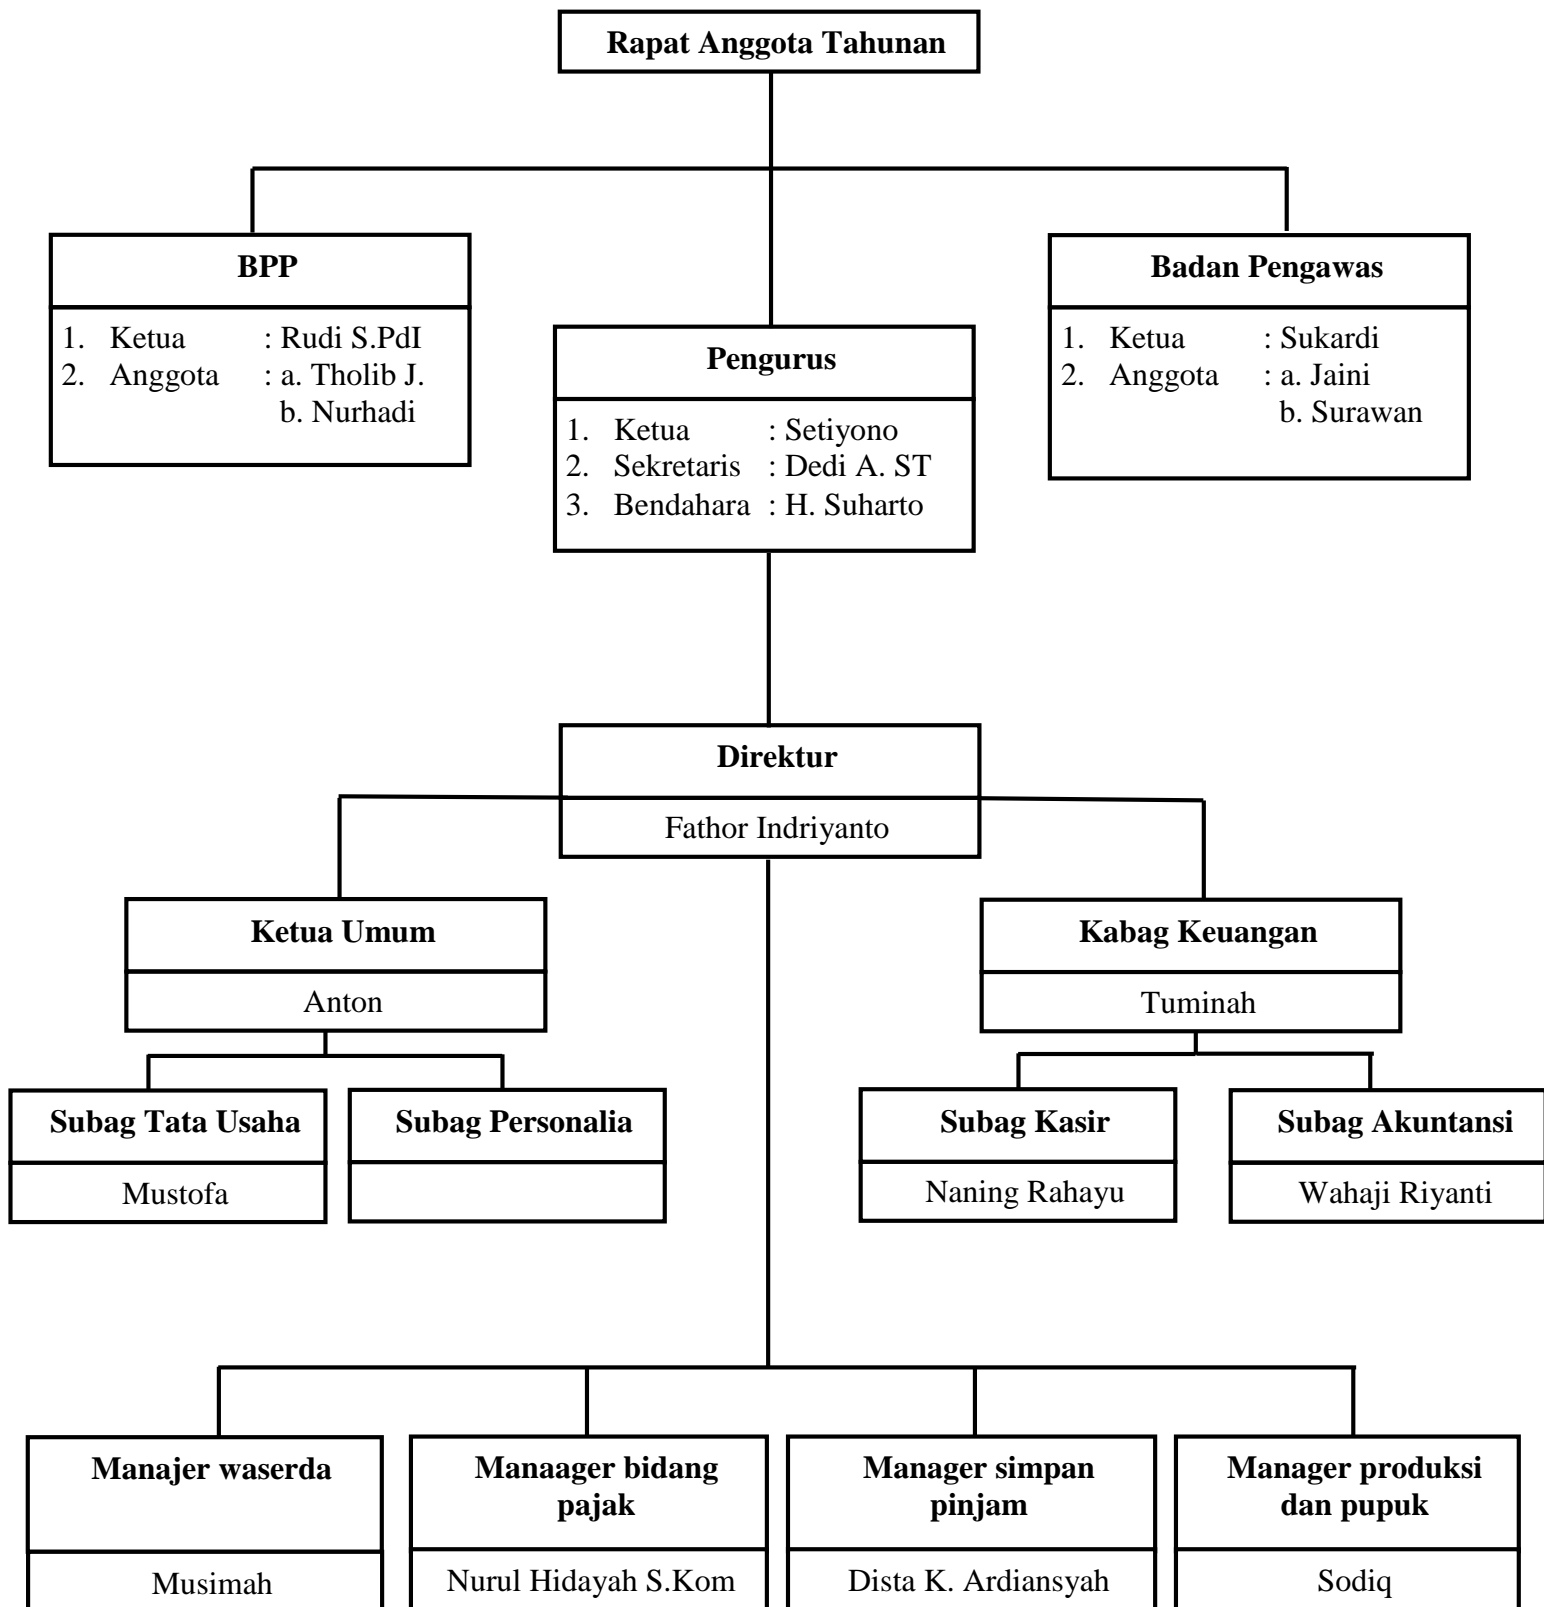 Rapat Anggota Tahunan
BPP
1. Ketua : Rudi S.PdI
2. Anggota : a. Tholib J.
b. Nurhadi
Pengurus
1. Ketua : Setiyono
2. Sekretaris : Dedi A. ST
3. Bendahara : H. Suharto
Badan Pengawas
1. Ketua : Sukardi
2. Anggota : a. Jaini
b. Surawan
Direktur
Fathor Indriyanto
Ketua Umum
Anton
Kabag Keuangan
Tuminah
Subag Tata Usaha
Mustofa
Subag Personalia
Subag Kasir
Naning Rahayu
Subag Akuntansi
Wahaji Riyanti
Manajer waserda
Musimah
Manaager bidang
pajak
Nurul Hidayah S.Kom
Manager simpan
pinjam
Dista K. Ardiansyah
Manager produksi
dan pupuk
Sodiq